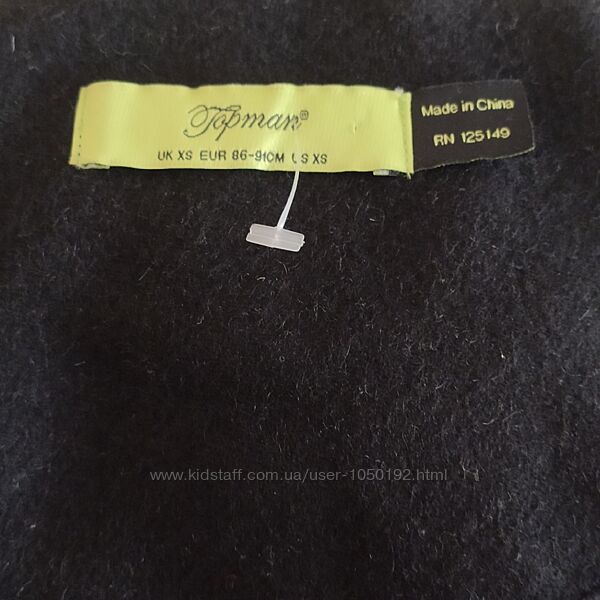 Topman®
UK XS EUR 86-91CM US XS
Made in China
RN 125149
www.kidstaff.com.ua/user-1050192.html